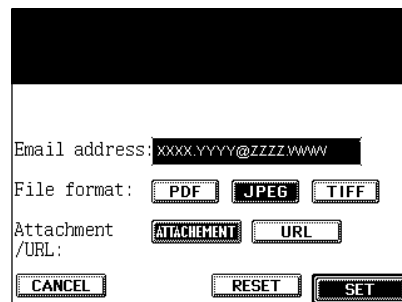 Email address: XXXX.YYYY@ZZZZ.WWW
File format: PDF JPEG TIFF
Attachment ATTACHEMENT URL
/URL:
CANCEL RESET SET